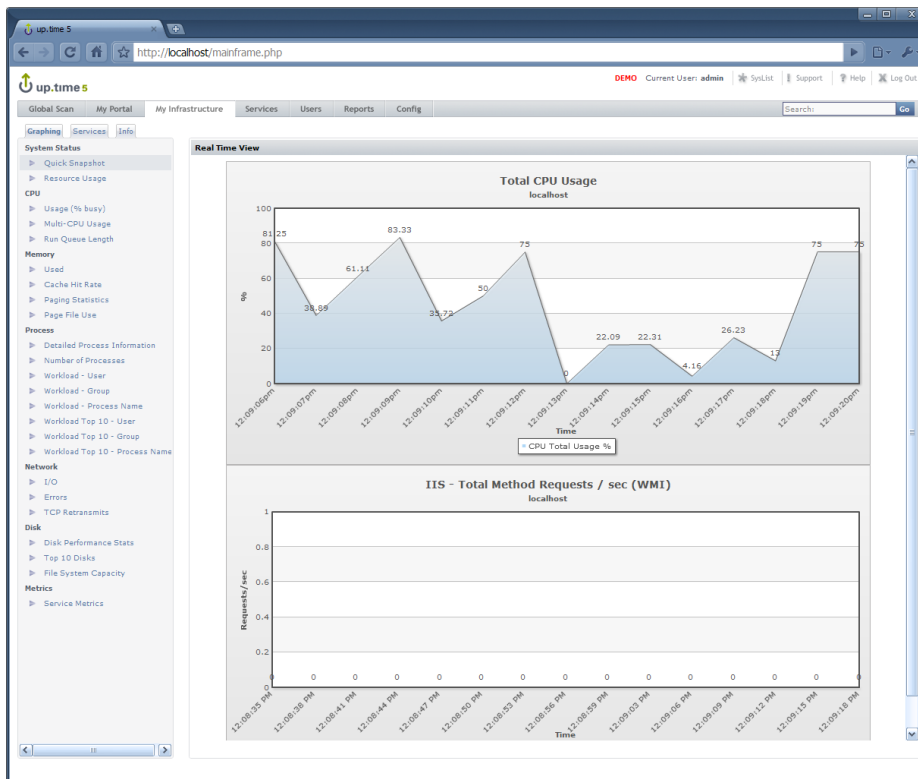 up.time 5
http://localhost/mainframe.php
up.time 5
DEMO Current User: admin SysList Support ? Help Log Out
Global Scan My Portal My Infrastructure Services Users Reports Config Search: Go
Graphing Services Info
System Status
Quick Snapshot
Resource Usage
CPU
Usage (% busy)
Multi-CPU Usage
Run Queue Length
Memory
Used
Cache Hit Rate
Paging Statistics
Page File Use
Process
Detailed Process Information
Number of Processes
Workload - User
Workload - Group
Workload - Process Name
Workload Top 10 - User
Workload Top 10 - Group
Workload Top 10 - Process Name
Network
I/O
Errors
TCP Retransmits
Disk
Disk Performance Stats
Top 10 Disks
File System Capacity
Metrics
Service Metrics
Real Time View
Total CPU Usage
localhost
100
80
60
40
20
0
%
81.25 38.89 61.11 83.33 35.72 50 75 0 22.09 22.31 4.16 26.23 13 75 75
12:09:06pm 12:09:07pm 12:09:08pm 12:09:09pm 12:09:10pm 12:09:11pm 12:09:12pm 12:09:13pm 12:09:14pm 12:09:15pm 12:09:16pm 12:09:17pm 12:09:18pm 12:09:19pm 12:09:20pm
Time
CPU Total Usage %
IIS - Total Method Requests / sec (WMI)
localhost
1
0.8
0.6
0.4
0.2
0
Requests/sec
0 0 0 0 0 0 0 0 0 0 0 0 0 0 0
12:08:35 PM 12:08:38 PM 12:08:41 PM 12:08:44 PM 12:08:47 PM 12:08:50 PM 12:08:53 PM 12:08:56 PM 12:08:59 PM 12:09:03 PM 12:09:06 PM 12:09:09 PM 12:09:12 PM 12:09:15 PM 12:09:18 PM
Time